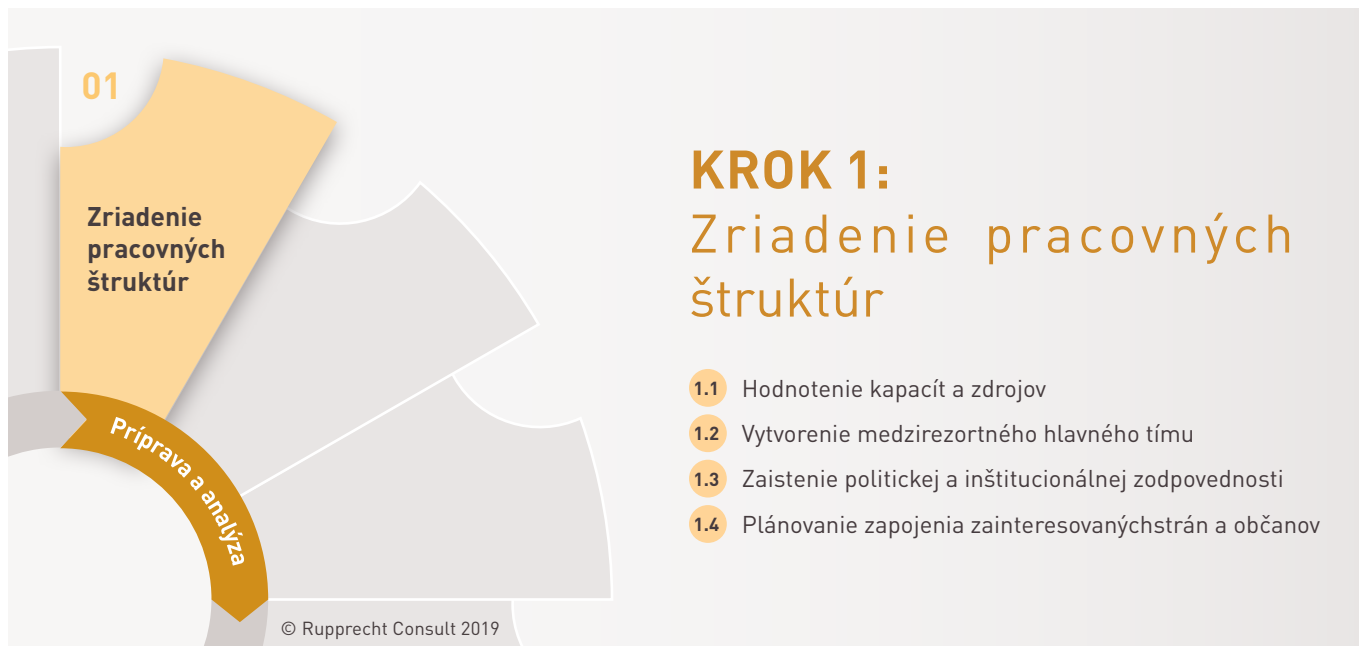 01
Zriadenie
pracovných
štruktúr
Príprava a analýza
© Rupprecht Consult 2019
KROK 1:
Zriadenie pracovných
štruktúr
1.1 Hodnotenie kapacít a zdrojov
1.2 Vytvorenie medzirezortného hlavného tímu
1.3 Zaistenie politickej a inštitucionálnej zodpovednosti
1.4 Plánovanie zapojenia zainteresovanýchstrán a občanov